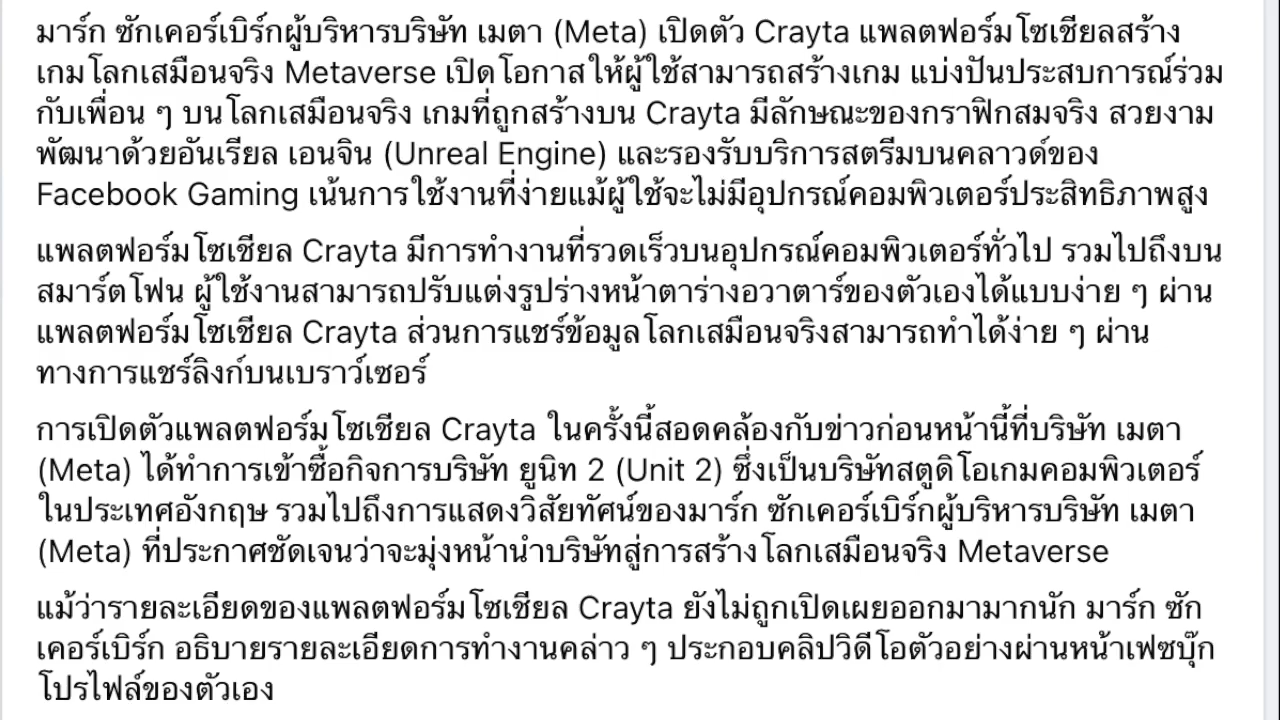 มาร์ก ซักเคอร์เบิร์กผู้บริหารบริษัท เมตา (Meta) เปิดตัว Crayta แพลตฟอร์มโซเชียลสร้าง
เกมโลกเสมือนจริง Metaverse เปิดโอกาสให้ผู้ใช้สามารถสร้างเกม แบ่งปันประสบการณ์ร่วม
กับเพื่อน ๆ บนโลกเสมือนจริง เกมที่ถูกสร้างบน Crayta มีลักษณะของกราฟิกสมจริง สวยงาม
พัฒนาด้วยอันเรียล เอนจิน (Unreal Engine) และรองรับบริการสตรีมบนคลาวด์ของ
Facebook Gaming เน้นการใช้งานที่ง่ายแม้ผู้ใช้จะไม่มีอุปกรณ์คอมพิวเตอร์ประสิทธิภาพสูง
แพลตฟอร์มโซเชียล Crayta มีการทำงานที่รวดเร็วบนอุปกรณ์คอมพิวเตอร์ทั่วไป รวมไปถึงบน
สมาร์ตโฟน ผู้ใช้งานสามารถปรับแต่งรูปร่างหน้าตาร่างอวาตาร์ของตัวเองได้แบบง่าย ๆ ผ่าน
แพลตฟอร์มโซเชียล Crayta ส่วนการแชร์ข้อมูลโลกเสมือนจริงสามารถทำได้ง่าย ๆ ผ่าน
ทางการแชร์ลิงก์บนเบราว์เซอร์
การเปิดตัวแพลตฟอร์มโซเชียล Crayta ในครั้งนี้สอดคล้องกับข่าวก่อนหน้านี้ที่บริษัท เมตา
(Meta) ได้ทำการเข้าซื้อกิจการบริษัท ยูนิท 2 (Unit 2) ซึ่งเป็นบริษัทสตูดิโอเกมคอมพิวเตอร์
ในประเทศอังกฤษ รวมไปถึงการแสดงวิสัยทัศน์ของมาร์ก ซักเคอร์เบิร์กผู้บริหารบริษัท เมตา
(Meta) ที่ประกาศชัดเจนว่าจะมุ่งหน้านำบริษัทสู่การสร้างโลกเสมือนจริง Metaverse
แม้ว่ารายละเอียดของแพลตฟอร์มโซเชียล Crayta ยังไม่ถูกเปิดเผยออกมามากนัก มาร์ก ซัก
เคอร์เบิร์ก อธิบายรายละเอียดการทำงานคล่าว ๆ ประกอบคลิปวิดีโอตัวอย่างผ่านหน้าเฟซบุ๊ก
โปรไฟล์ของตัวเอง